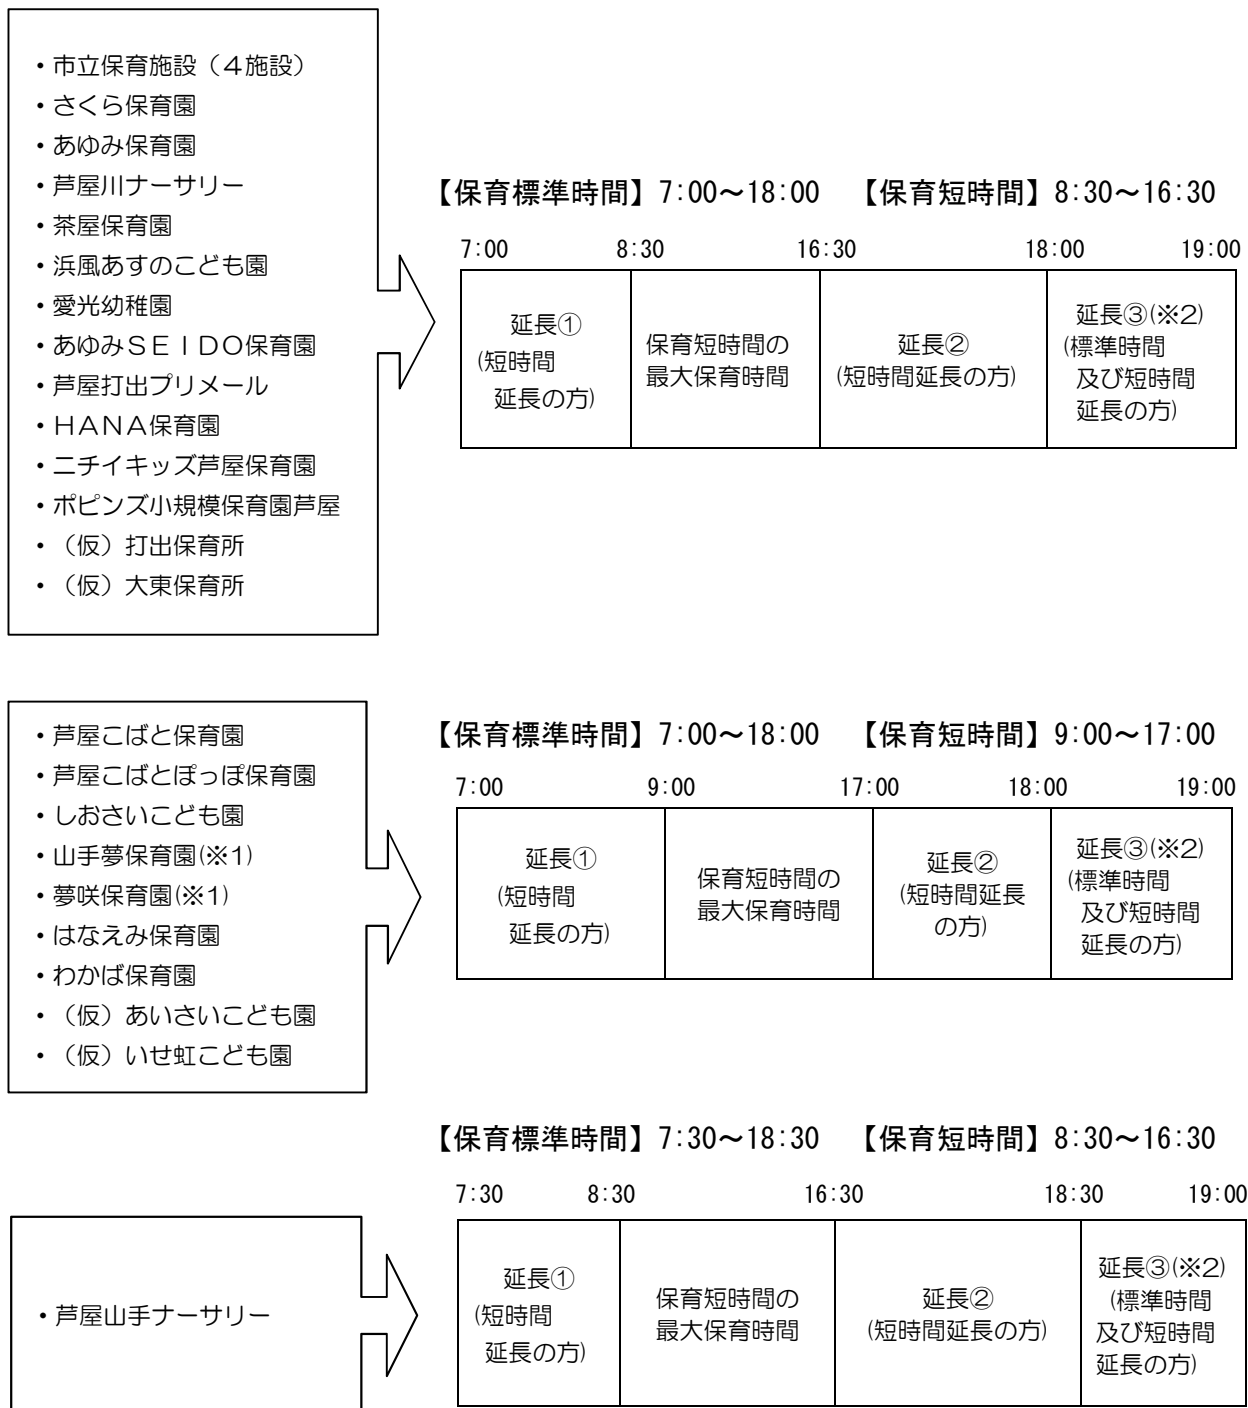 ・市立保育施設（４施設）
・さくら保育園
・あゆみ保育園
・芦屋川ナーサリー
・茶屋保育園
・浜風あすのこども園
・愛光幼稚園
・あゆみＳＥＩＤＯ保育園
・芦屋打出プリメール
・ＨＡＮＡ保育園
・ニチイキッズ芦屋保育園
・ポピンズ小規模保育園芦屋
・（仮）打出保育所
・（仮）大東保育所
【保育標準時間】7:00～18:00　【保育短時間】8:30～16:30
7:00　8:30　16:30　18:00　19:00
延長①
(短時間
延長の方)
保育短時間の
最大保育時間
延長②
(短時間延長の方)
延長③(※2)
(標準時間
及び短時間
延長の方)
・芦屋こばと保育園
・芦屋こばとぽっぽ保育園
・しおさいこども園
・山手夢保育園(※1)
・夢咲保育園(※1)
・はなえみ保育園
・わかば保育園
・（仮）あいさいこども園
・（仮）いせ虹こども園
【保育標準時間】7:00～18:00　【保育短時間】9:00～17:00
7:00　9:00　17:00　18:00　19:00
延長①
(短時間
延長の方)
保育短時間の
最大保育時間
延長②
(短時間延長
の方)
延長③(※2)
(標準時間
及び短時間
延長の方)
・芦屋山手ナーサリー
【保育標準時間】7:30～18:30　【保育短時間】8:30～16:30
7:30　8:30　16:30　18:30　19:00
延長①
(短時間
延長の方)
保育短時間の
最大保育時間
延長②
(短時間延長の方)
延長③(※2)
(標準時間
及び短時間
延長の方)